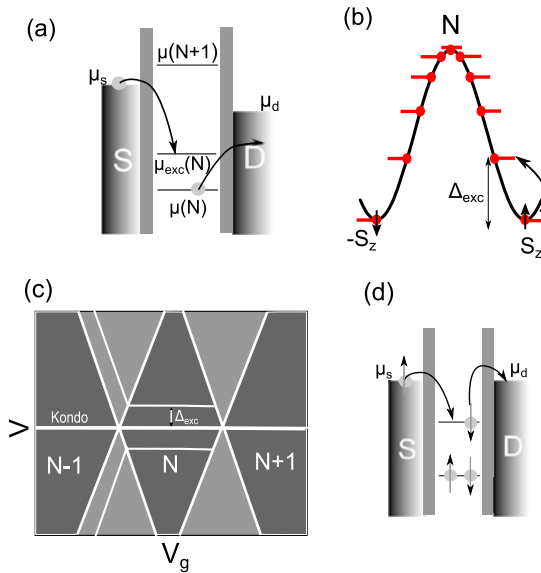 (a)
μ(N+1)
μs
μd
S
D
μexc(N)
μ(N)
(b)
N
Δexc
-Sz
Sz
(c)
V
Kondo
Δexc
N-1
N
N+1
Vg
(d)
μs
μd
S
D